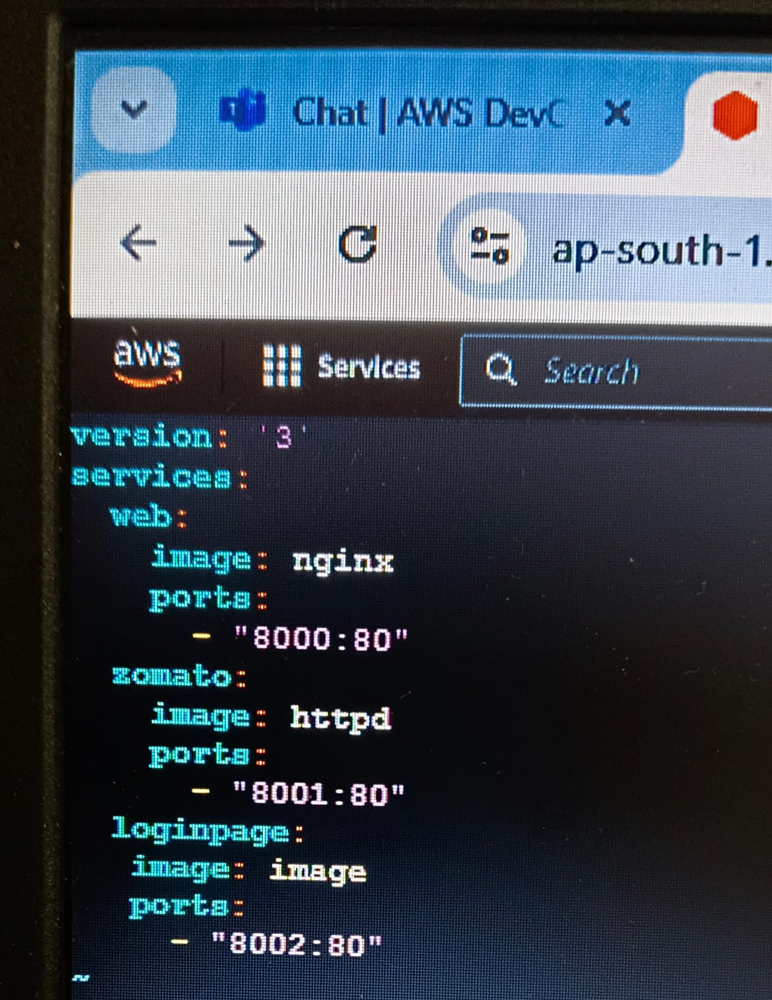 Chat | AWS Dev
ap-south-1.
aws Services Search
version: '3'
services:
  web:
    image: nginx
    ports:
      - "8000:80"
  zomato:
    image: httpd
    ports:
      - "8001:80"
  loginpage:
   image: image
   ports:
     - "8002:80"
~